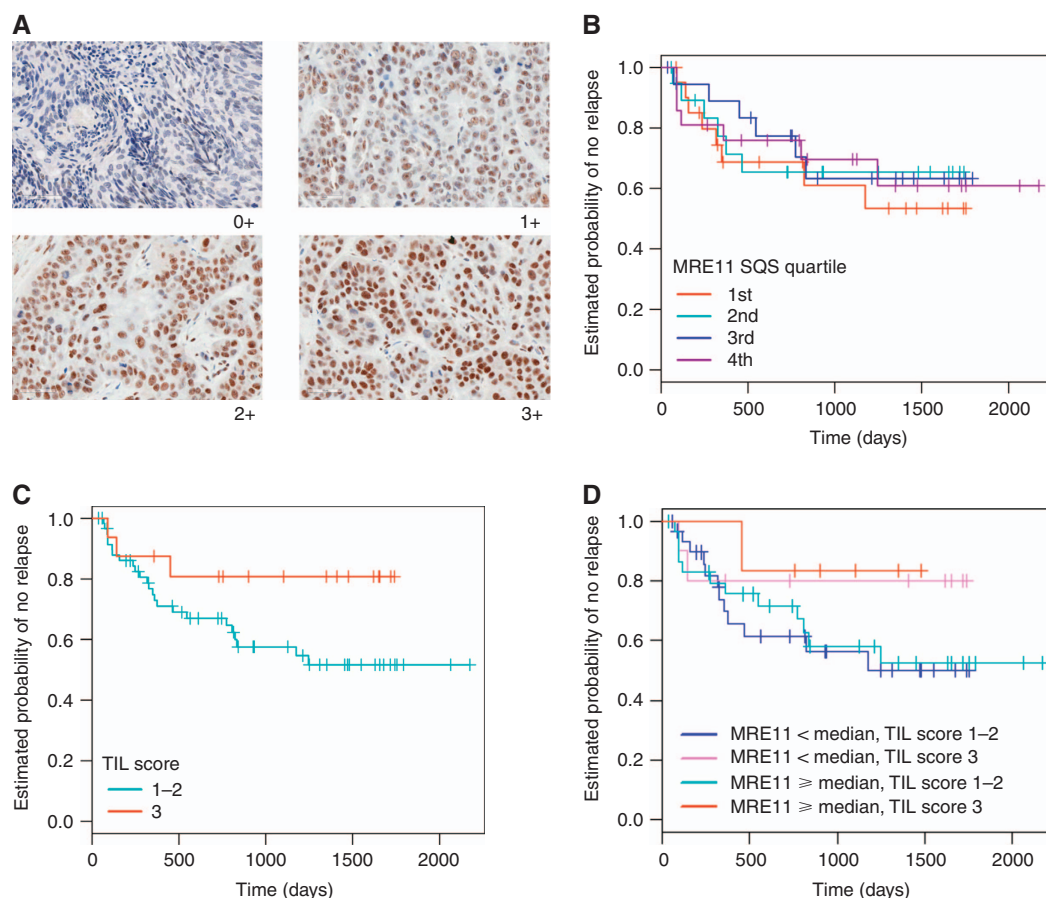 A
0+
1+
2+
3+
B
Estimated probability of no relapse
1.0
0.8
0.6
0.4
0.2
0.0
MRE11 SQS quartile
1st
2nd
3rd
4th
0 500 1000 1500 2000
Time (days)
C
Estimated probability of no relapse
1.0
0.8
0.6
0.4
0.2
0.0
TIL score
1–2
3
0 500 1000 1500 2000
Time (days)
D
Estimated probability of no relapse
1.0
0.8
0.6
0.4
0.2
0.0
MRE11 < median, TIL score 1–2
MRE11 < median, TIL score 3
MRE11 ⩾ median, TIL score 1–2
MRE11 ⩾ median, TIL score 3
0 500 1000 1500 2000
Time (days)